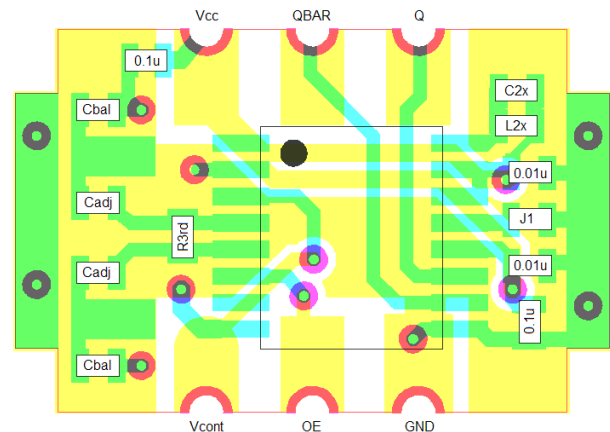 Vcc QBAR Q
0.1u
Cbal
C2x
L2x
0.01u
Cadj
J1
R3rd
Cadj
0.01u
0.1u
Cbal
Vcont OE GND